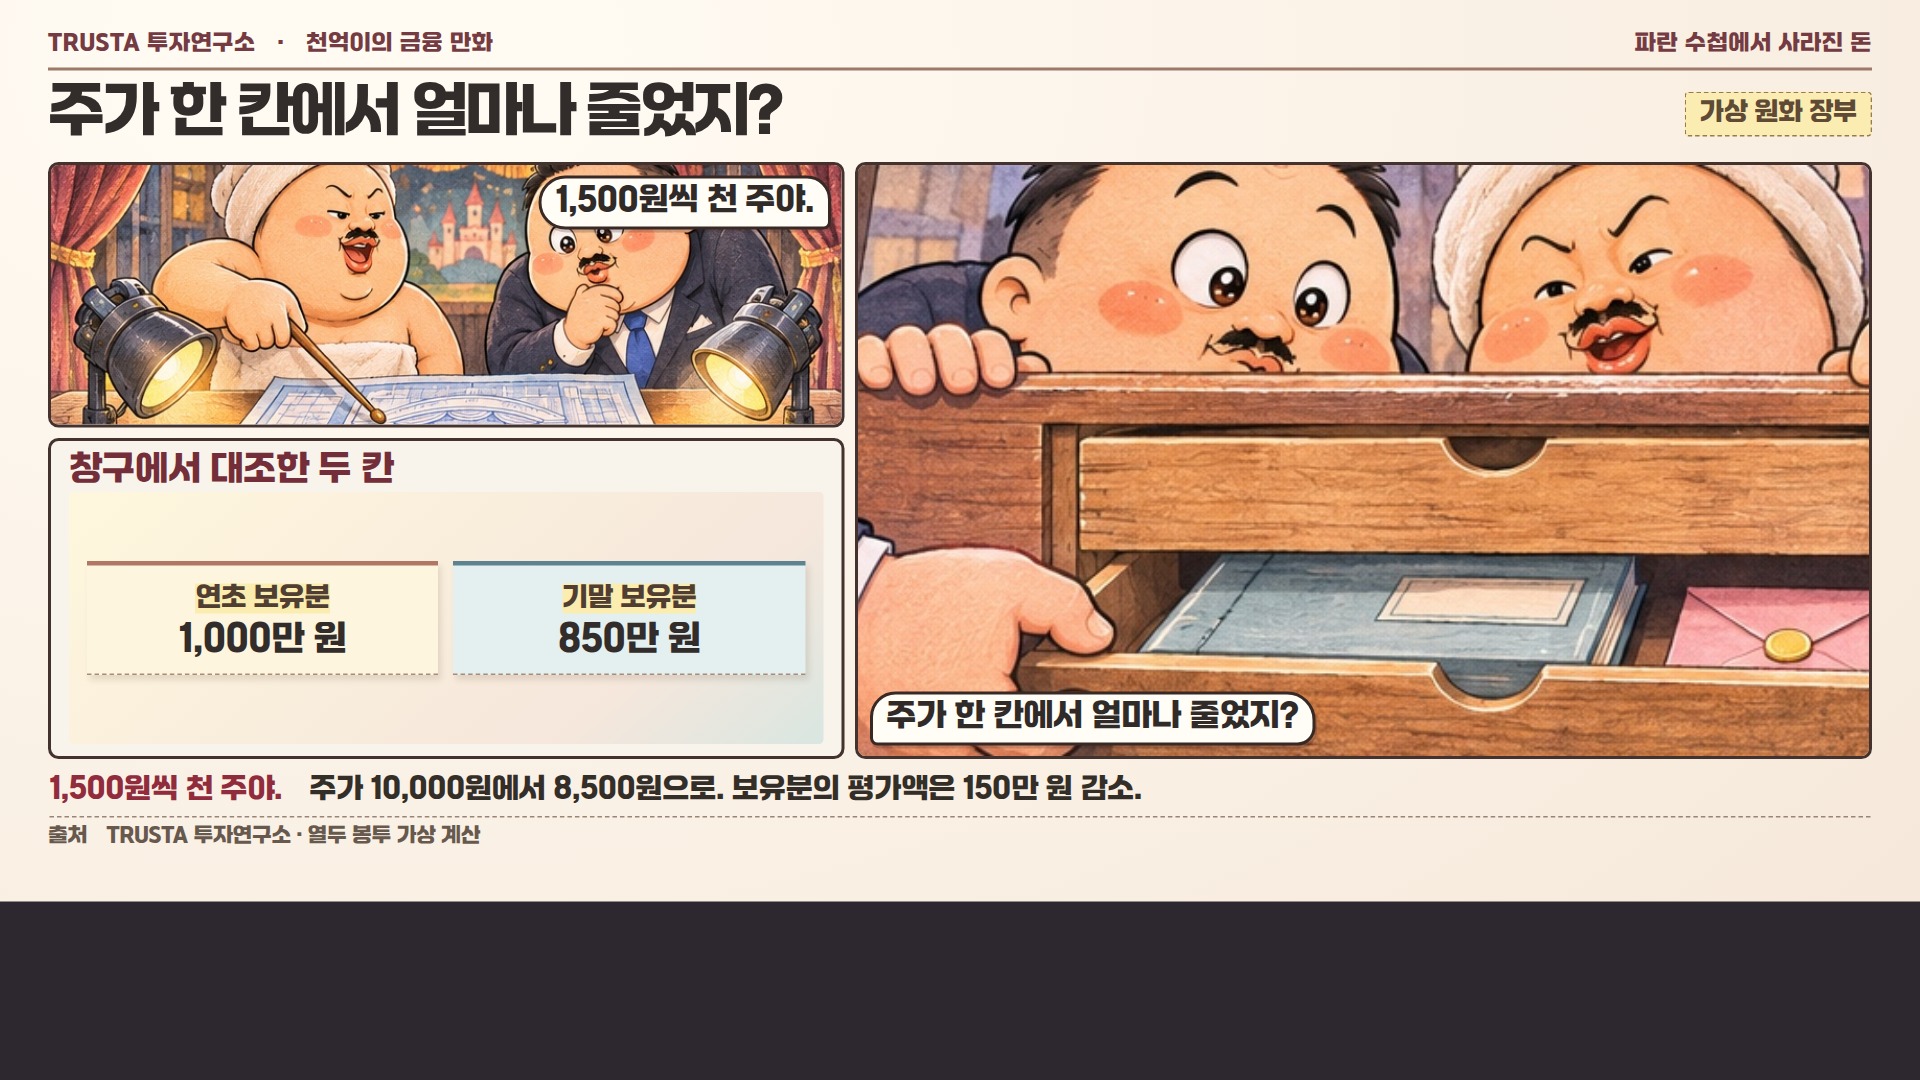 TRUSTA 투자연구소 · 천억이의 금융 만화
파란 수첩에서 사라진 돈
주가 한 칸에서 얼마나 줄었지?
가상 원화 장부
1,500원씩 천 주야.
창구에서 대조한 두 칸
연초 보유분
1,000만 원
기말 보유분
850만 원
주가 한 칸에서 얼마나 줄었지?
1,500원씩 천 주야. 주가 10,000원에서 8,500원으로. 보유분의 평가액은 150만 원 감소.
출처 TRUSTA 투자연구소 · 열두 봉투 가상 계산